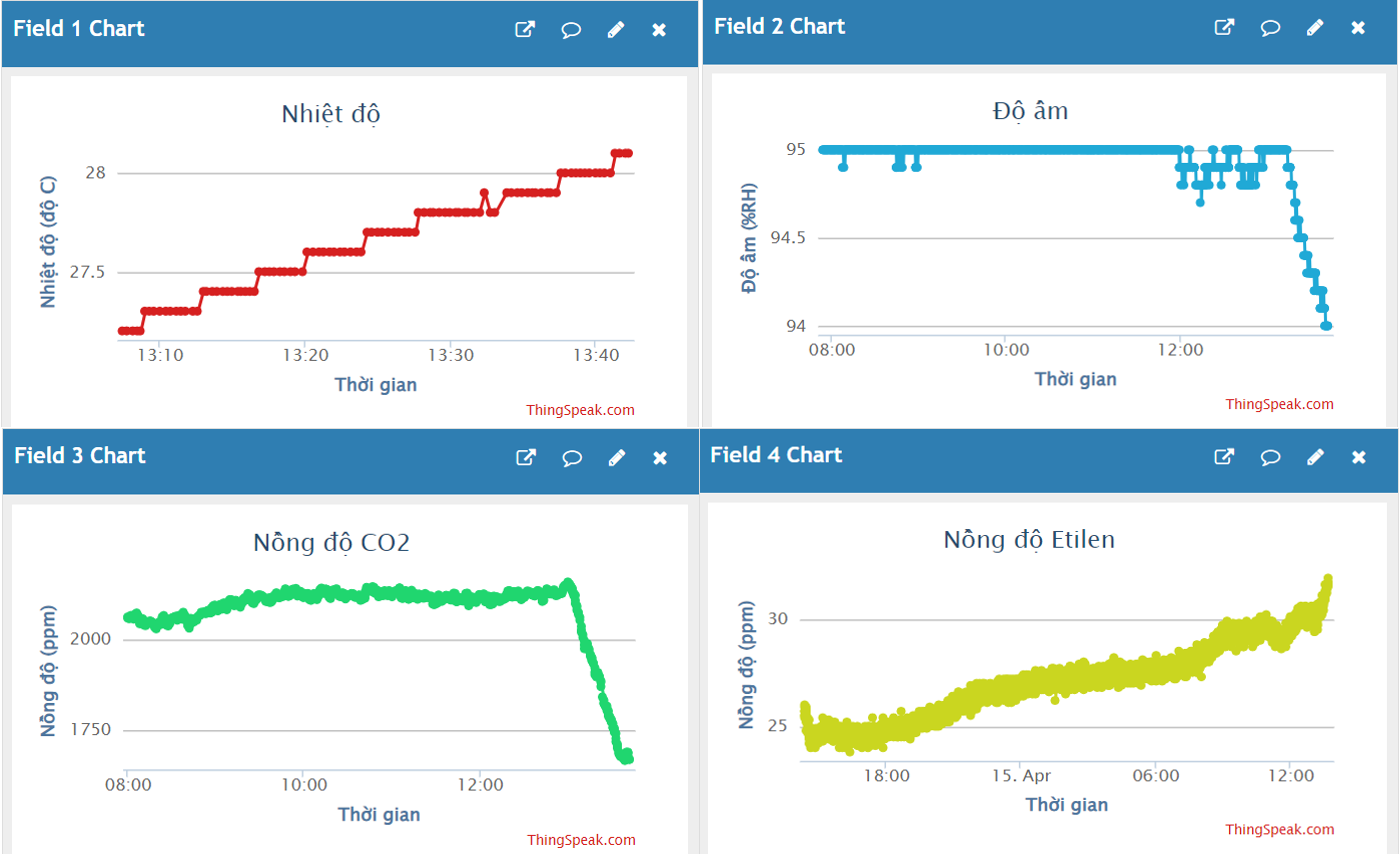 Field 1 Chart
Nhiệt độ
Nhiệt độ (độ C)
28
27.5
13:10 13:20 13:30 13:40
Thời gian
ThingSpeak.com
Field 2 Chart
Độ ẩm
Độ ẩm (%RH)
95
94.5
94
08:00 10:00 12:00
Thời gian
ThingSpeak.com
Field 3 Chart
Nồng độ CO2
Nồng độ (ppm)
2000
1750
08:00 10:00 12:00
Thời gian
ThingSpeak.com
Field 4 Chart
Nồng độ Etilen
Nồng độ (ppm)
30
25
18:00 15. Apr 06:00 12:00
Thời gian
ThingSpeak.com